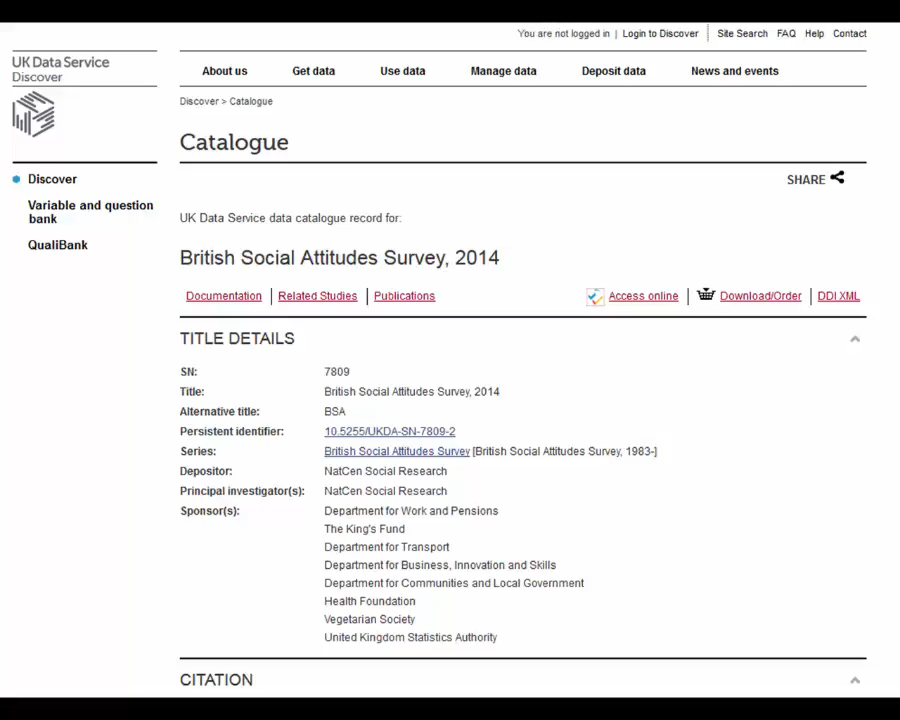 You are not logged in | Login to Discover | Site Search FAQ Help Contact
UK Data Service
Discover
About us Get data Use data Manage data Deposit data News and events
Discover > Catalogue
Catalogue
SHARE
Discover
Variable and question
bank
QualiBank
UK Data Service data catalogue record for:
British Social Attitudes Survey, 2014
Documentation | Related Studies | Publications Access online | Download/Order | DDI XML
TITLE DETAILS
SN: 7809
Title: British Social Attitudes Survey, 2014
Alternative title: BSA
Persistent identifier: 10.5255/UKDA-SN-7809-2
Series: British Social Attitudes Survey [British Social Attitudes Survey, 1983-]
Depositor: NatCen Social Research
Principal investigator(s): NatCen Social Research
Sponsor(s): Department for Work and Pensions
The King's Fund
Department for Transport
Department for Business, Innovation and Skills
Department for Communities and Local Government
Health Foundation
Vegetarian Society
United Kingdom Statistics Authority
CITATION